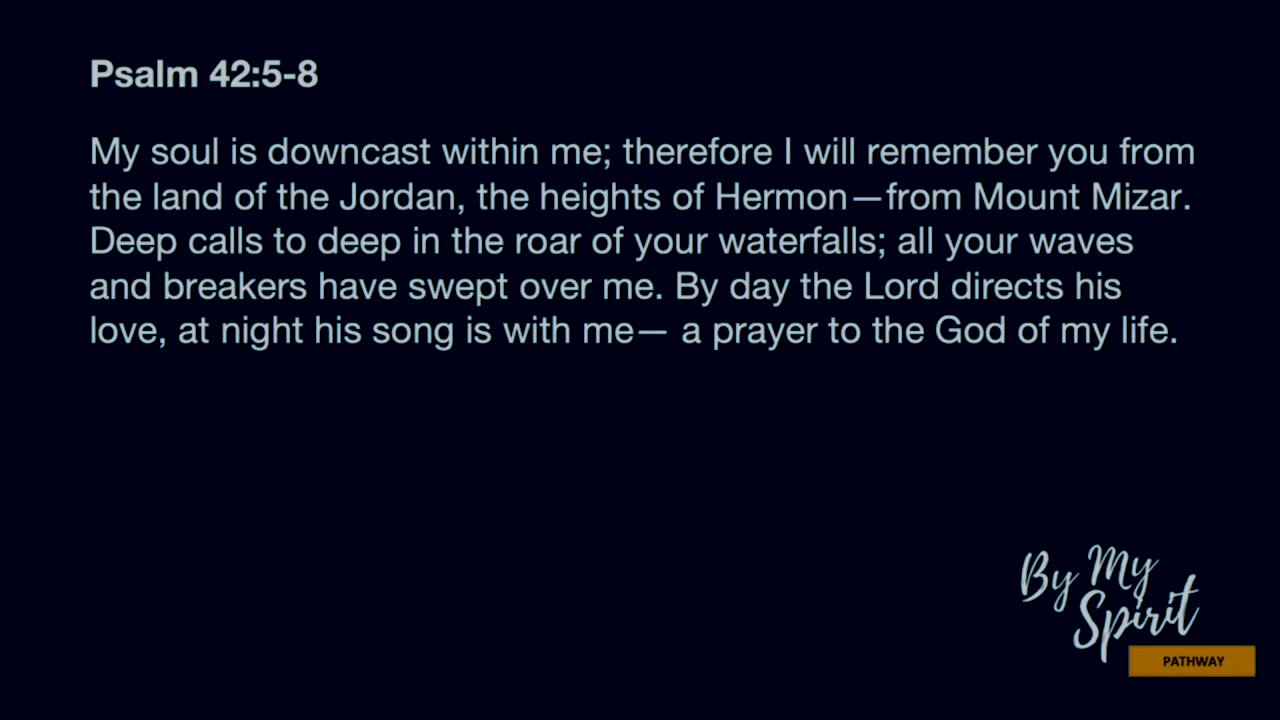 Psalm 42:5-8
My soul is downcast within me; therefore I will remember you from
the land of the Jordan, the heights of Hermon—from Mount Mizar.
Deep calls to deep in the roar of your waterfalls; all your waves
and breakers have swept over me. By day the Lord directs his
love, at night his song is with me— a prayer to the God of my life.
By My
Spirit
PATHWAY